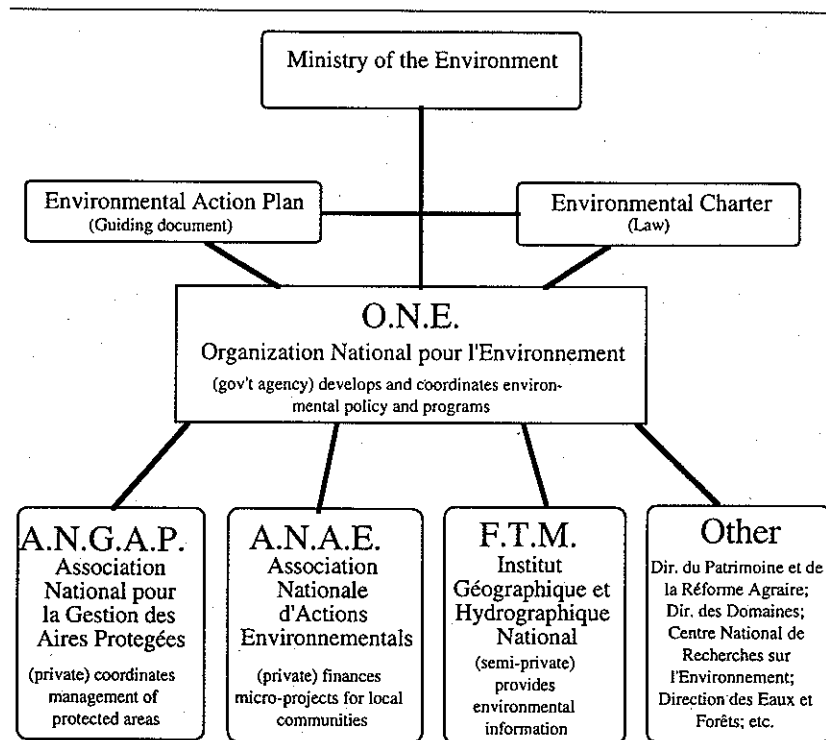 Ministry of the Environment
Environmental Action Plan
(Guiding document)
Environmental Charter
(Law)
O.N.E.
Organization National pour l'Environnement
(gov't agency) develops and coordinates environ-
mental policy and programs
A.N.G.A.P.
Association
National pour
la Gestion des
Aires Protegées
(private) coordinates
management of
protected areas
A.N.A.E.
Association
Nationale
d'Actions
Environnementals
(private) finances
micro-projects for local
communities
F.T.M.
Institut
Géographique et
Hydrographique
National
(semi-private)
provides
environmental
information
Other
Dir. du Patrimoine et de
la Réforme Agraire;
Dir. des Domaines;
Centre National de
Recherches sur
l'Environnement;
Direction des Eaux et
Forêts; etc.